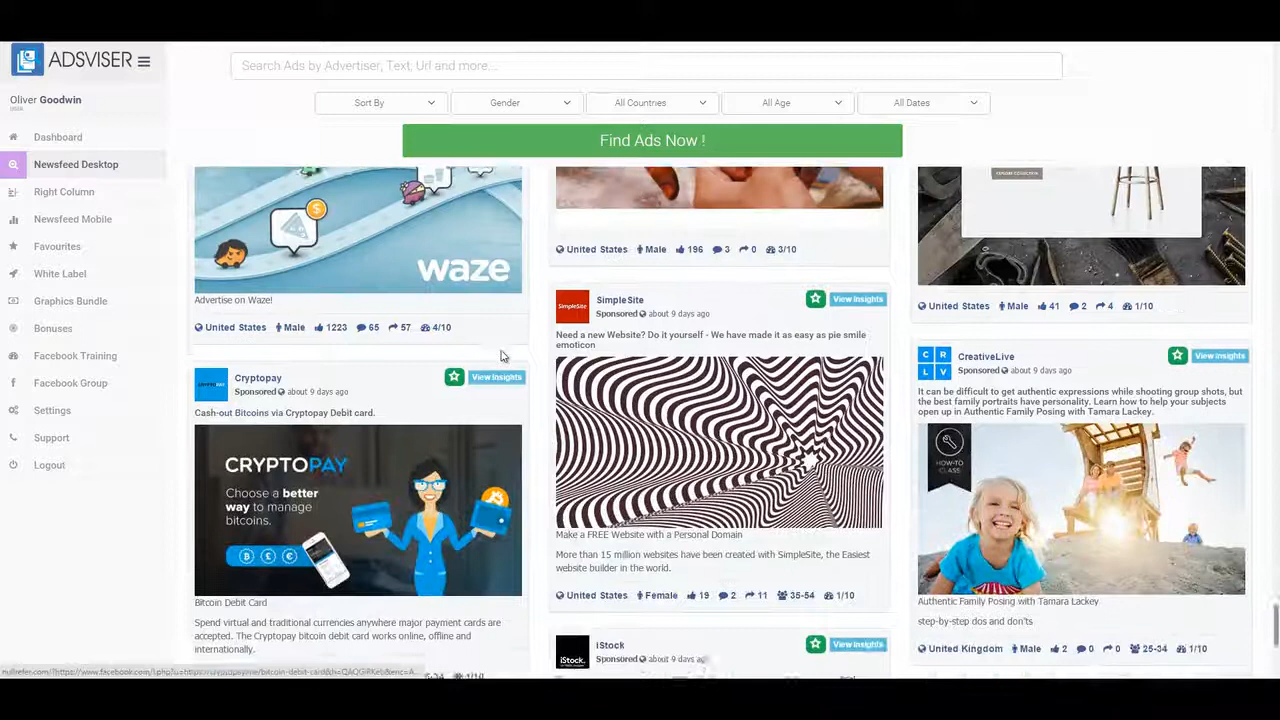 ADSVISER
Search Ads by Advertiser, Text, Url and more...
Oliver Goodwin
Sort By
Gender
All Countries
All Age
All Dates
Find Ads Now !
Dashboard
Newsfeed Desktop
Right Column
Newsfeed Mobile
Favourites
White Label
Graphics Bundle
Bonuses
Facebook Training
Facebook Group
Settings
Support
Logout
waze
Advertise on Waze!
United States Male 1223 65 57 4/10
Cryptopay
View Insights
Sponsored about 9 days ago
Cash-out Bitcoins via Cryptopay Debit card.
CRYPTOPAY
Choose a better
way to manage
bitcoins.
Bitcoin Debit Card
Spend virtual and traditional currencies anywhere major payment cards are
accepted. The Cryptopay bitcoin debit card works online, offline and
internationally.
United States Male 196 3 0 3/10
SimpleSite
SimpleSite
View Insights
Sponsored about 9 days ago
Need a new Website? Do it yourself - We have made it as easy as pie smile
emoticon
Make a FREE Website with a Personal Domain
More than 15 million websites have been created with SimpleSite, the Easiest
website builder in the world.
United States Female 19 2 11 35-54 1/10
iStock.
iStock
View Insights
Sponsored about 9 days ago
United States Male 41 2 4 1/10
C R
L V
CreativeLive
View Insights
Sponsored about 9 days ago
It can be difficult to get authentic expressions while shooting group shots, but
the best family portraits have personality. Learn how to help your subjects
open up in Authentic Family Posing with Tamara Lackey.
HOW-TO
CLASS
Authentic Family Posing with Tamara Lackey
step-by-step dos and don'ts
United Kingdom Male 2 0 0 25-34 1/10